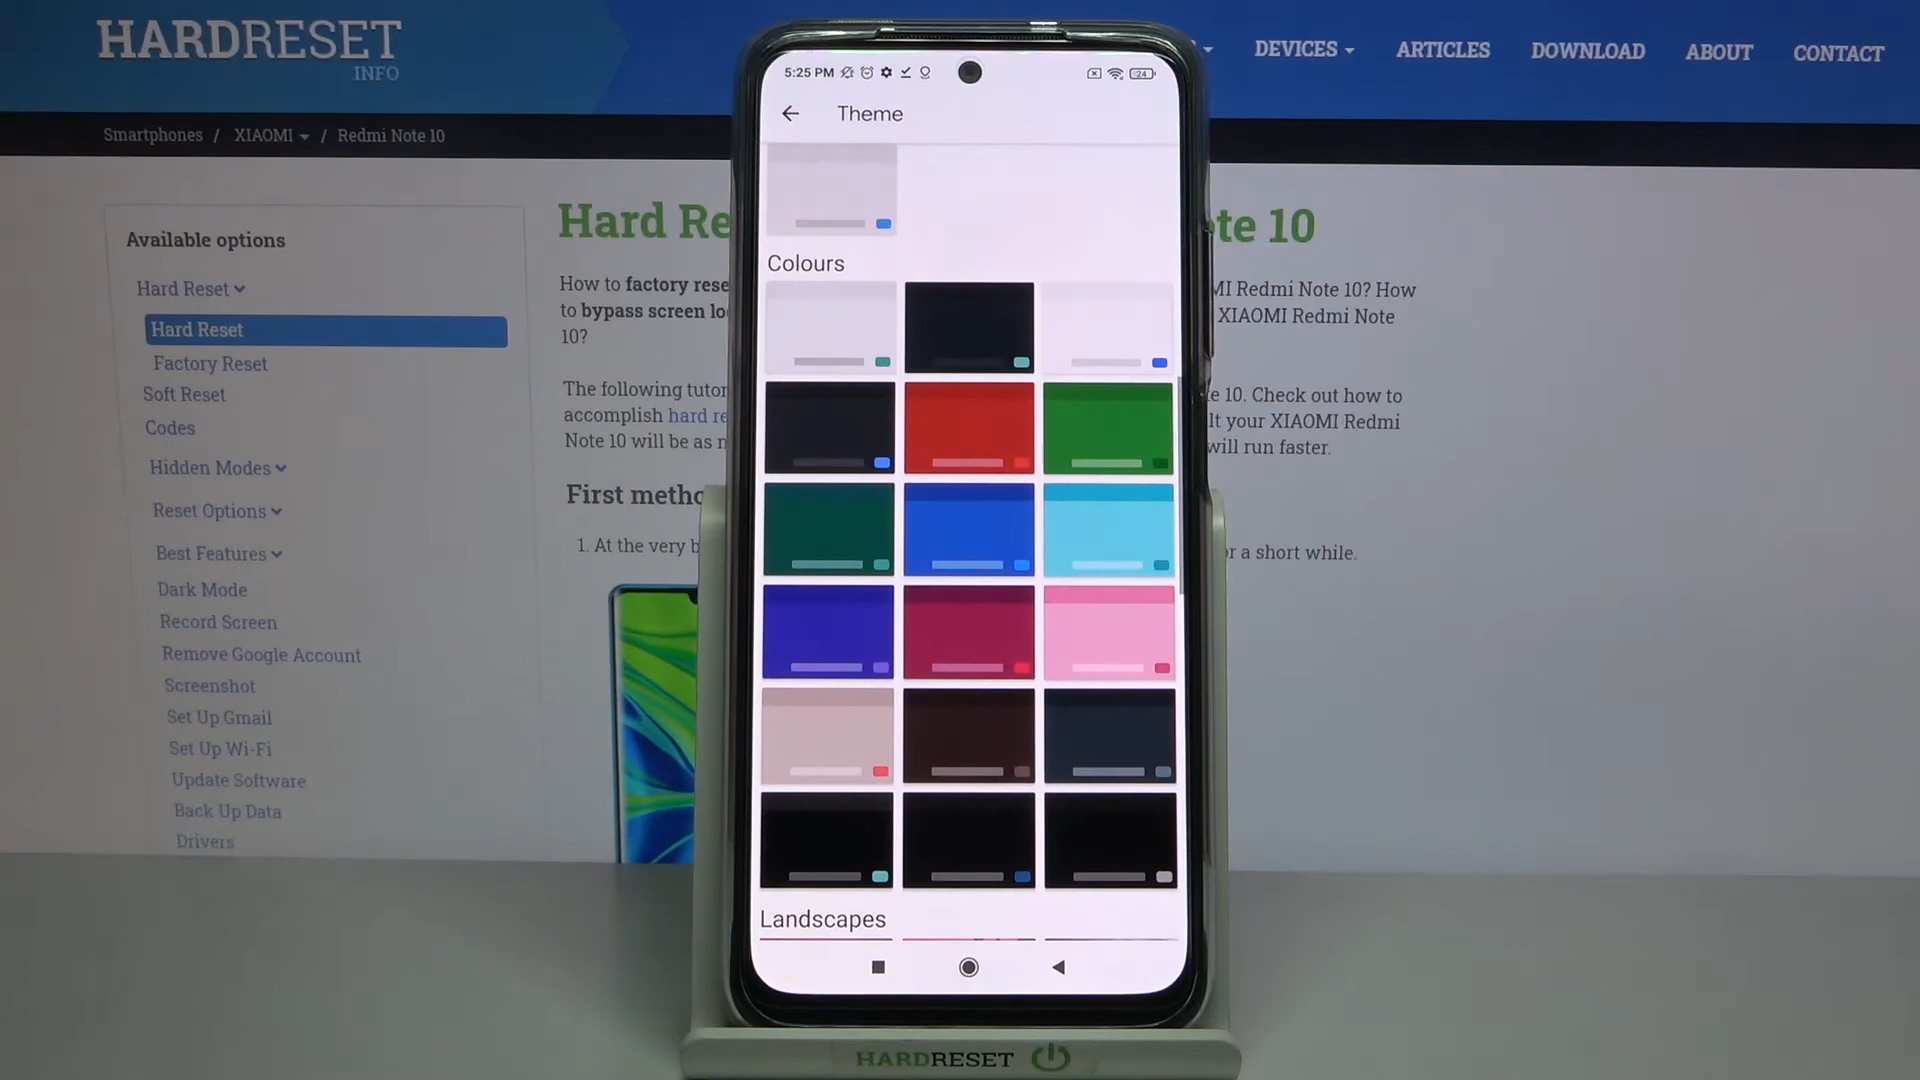 HARDRESET
INFO
DEVICES
ARTICLES
DOWNLOAD
ABOUT
CONTACT
Smartphones / XIAOMI / Redmi Note 10
Available options
Hard Reset
Hard Reset
Factory Reset
Soft Reset
Codes
Hidden Modes
Reset Options
Best Features
Dark Mode
Record Screen
Remove Google Account
Screenshot
Set Up Gmail
Set Up Wi-Fi
Update Software
Back Up Data
Drivers
Hard Re
te 10
How to factory rese
MI Redmi Note 10? How
to bypass screen lo
XIAOMI Redmi Note
10?
The following tutor
e 10. Check out how to
accomplish hard re
lt your XIAOMI Redmi
Note 10 will be as n
will run faster.
First metho
1. At the very b
r a short while.
5:25 PM
24
Theme
Colours
Landscapes
HARDRESET